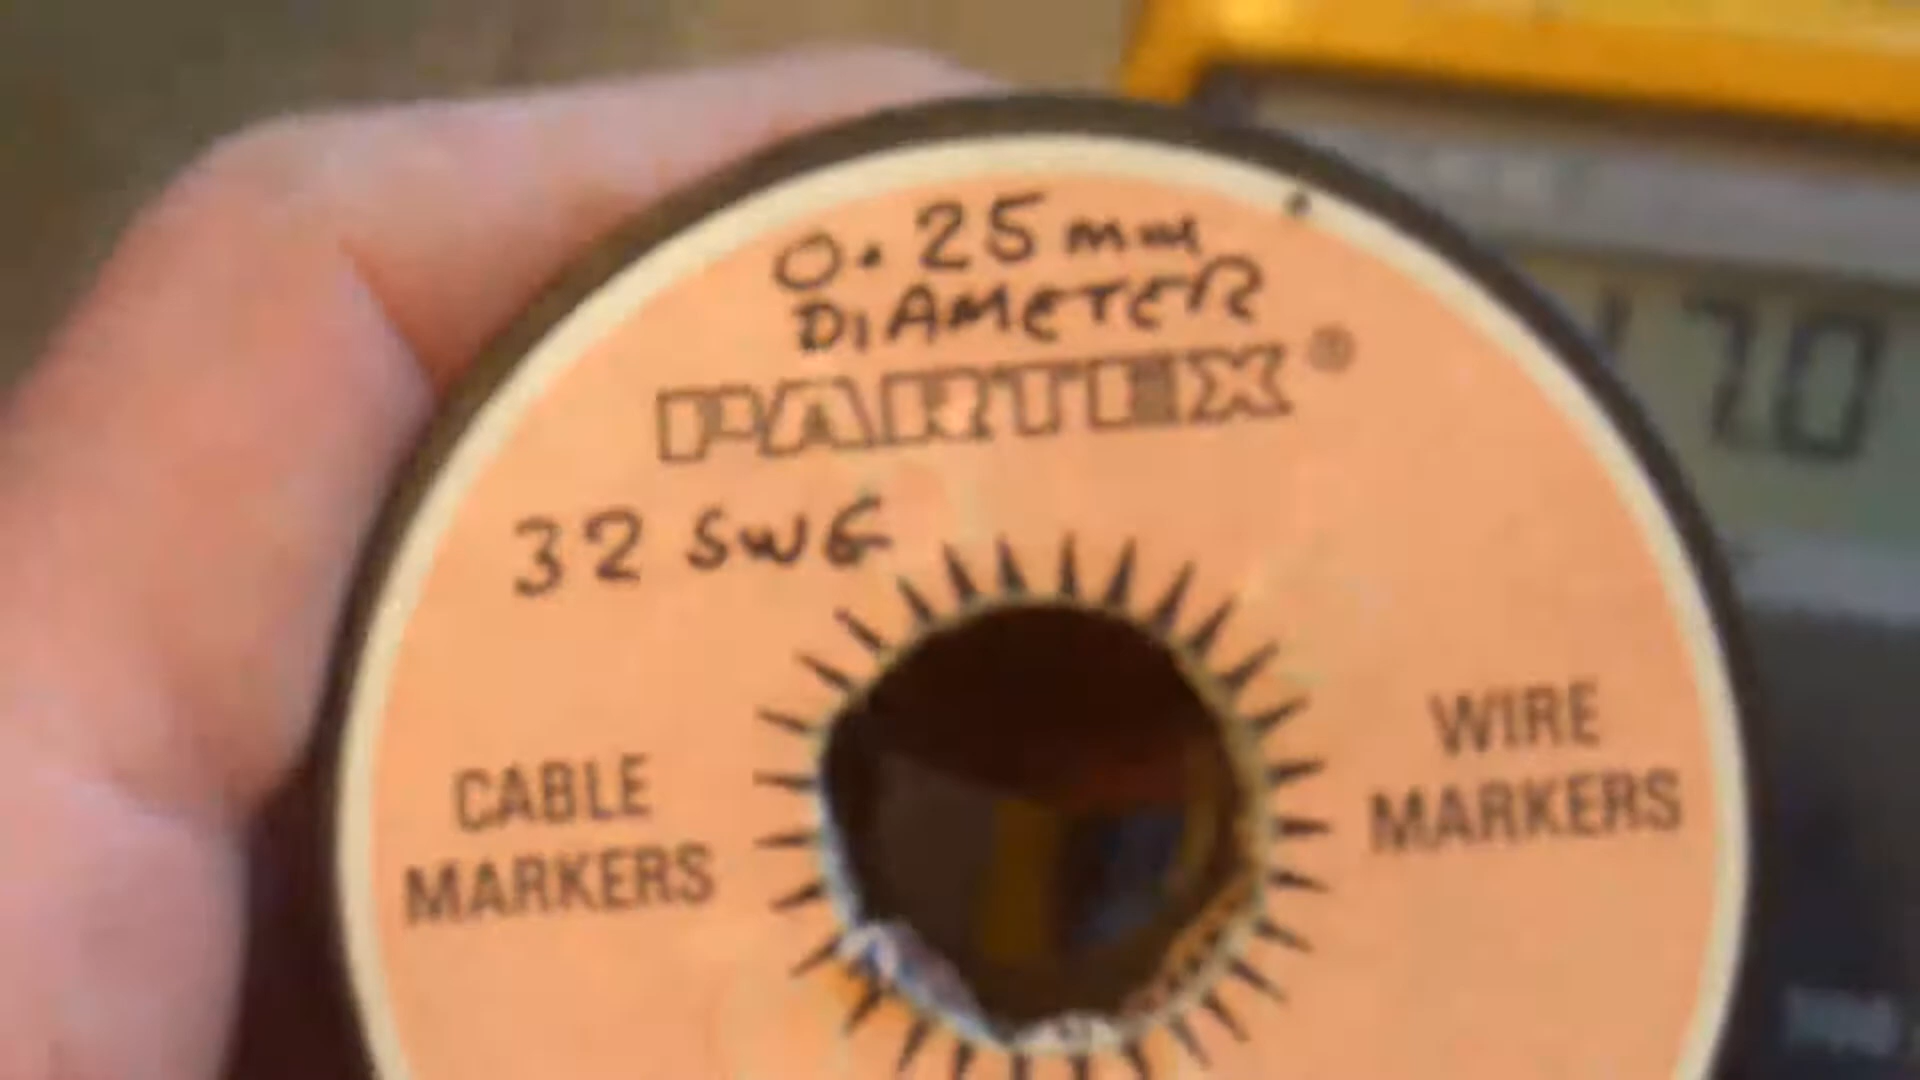 0.25mm
DIAMETER
PARTEX®
32 SWG
CABLE
MARKERS
WIRE
MARKERS